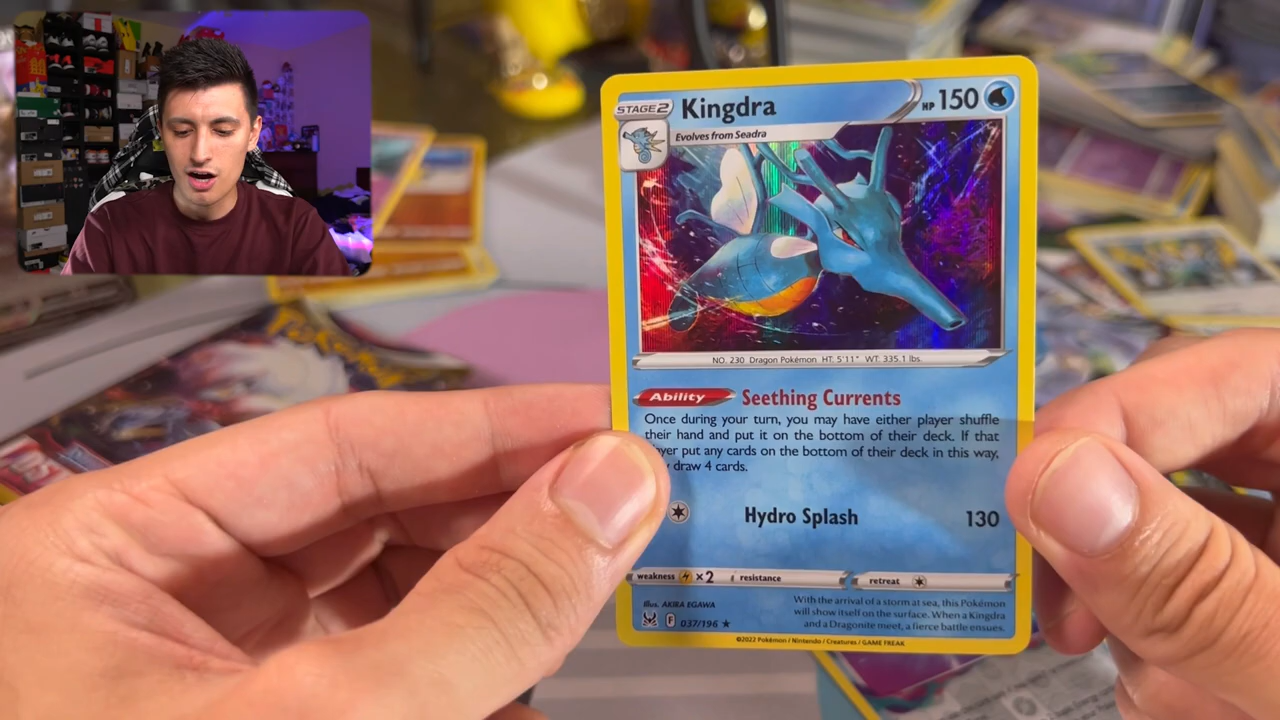 STAGE 2
Kingdra
HP 150
Evolves from Seadra
NO. 230 Dragon Pokémon HT: 5'11" WT: 335.1 lbs.
Ability Seething Currents
Once during your turn, you may have either player shuffle
their hand and put it on the bottom of their deck. If that
put any cards on the bottom of their deck in this way,
draw 4 cards.
Hydro Splash 130
weakness ×2 resistance retreat
Illus. AKIRA EGAWA
F 037/196 ★
With the arrival of a storm at sea, this Pokémon
will show itself on the surface. When a Kingdra
and a Dragonite meet, a fierce battle ensues.
©2022 Pokémon / Nintendo / Creatures / GAME FREAK